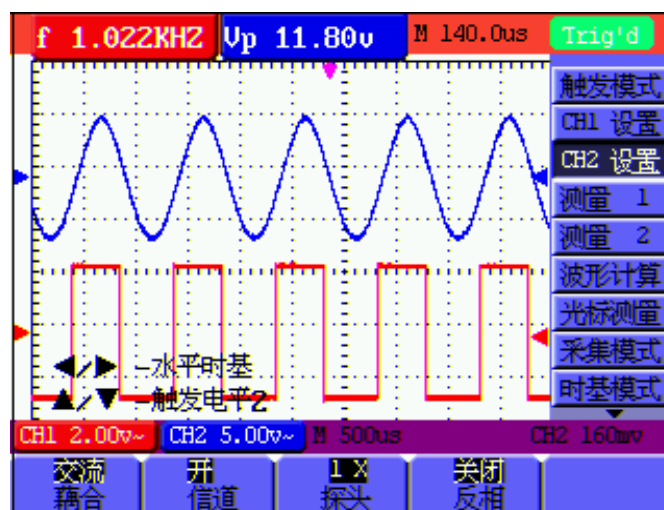 f 1.022KHZ Vp 11.80v M 140.0us Trig'd
触发模式
CH1 设置
CH2 设置
测量 1
测量 2
波形计算
光标测量
采集模式
时基模式
◀/▶ -水平时基
▲/▼ -触发电平2
CH1 2.00v~ CH2 5.00v~ M 500us CH2 160mv
交流 开 1 X 关闭
藕合 信道 探头 反相